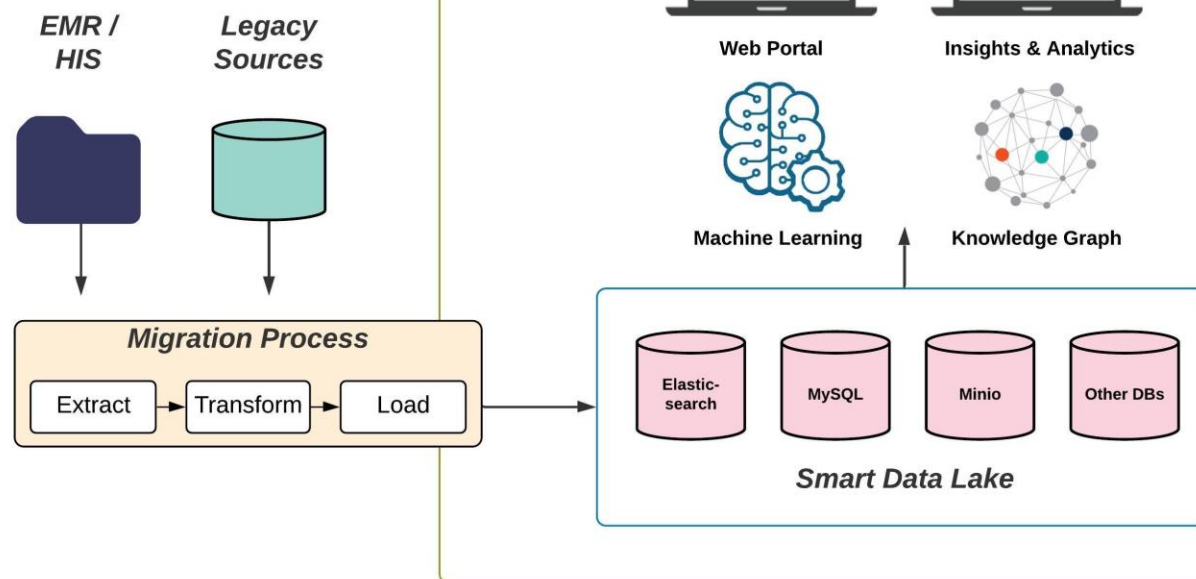 EMR /
HIS
Legacy
Sources
Web Portal
Insights & Analytics
Machine Learning
Knowledge Graph
Migration Process
Extract
Transform
Load
Elastic-
search
MySQL
Minio
Other DBs
Smart Data Lake